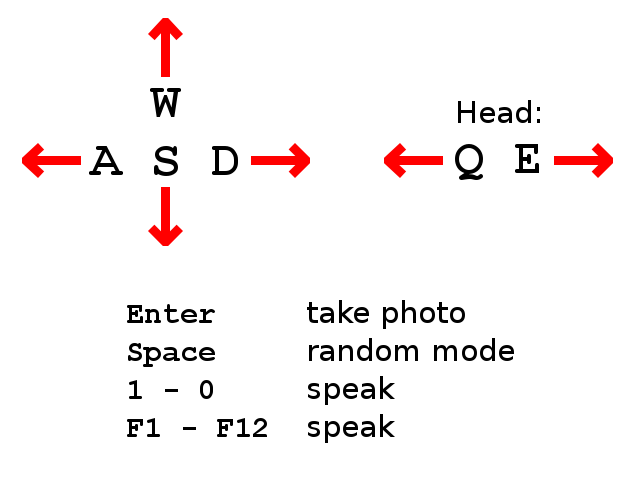 W
A S D
Head:
Q E
Enter take photo
Space random mode
1 - 0 speak
F1 - F12 speak